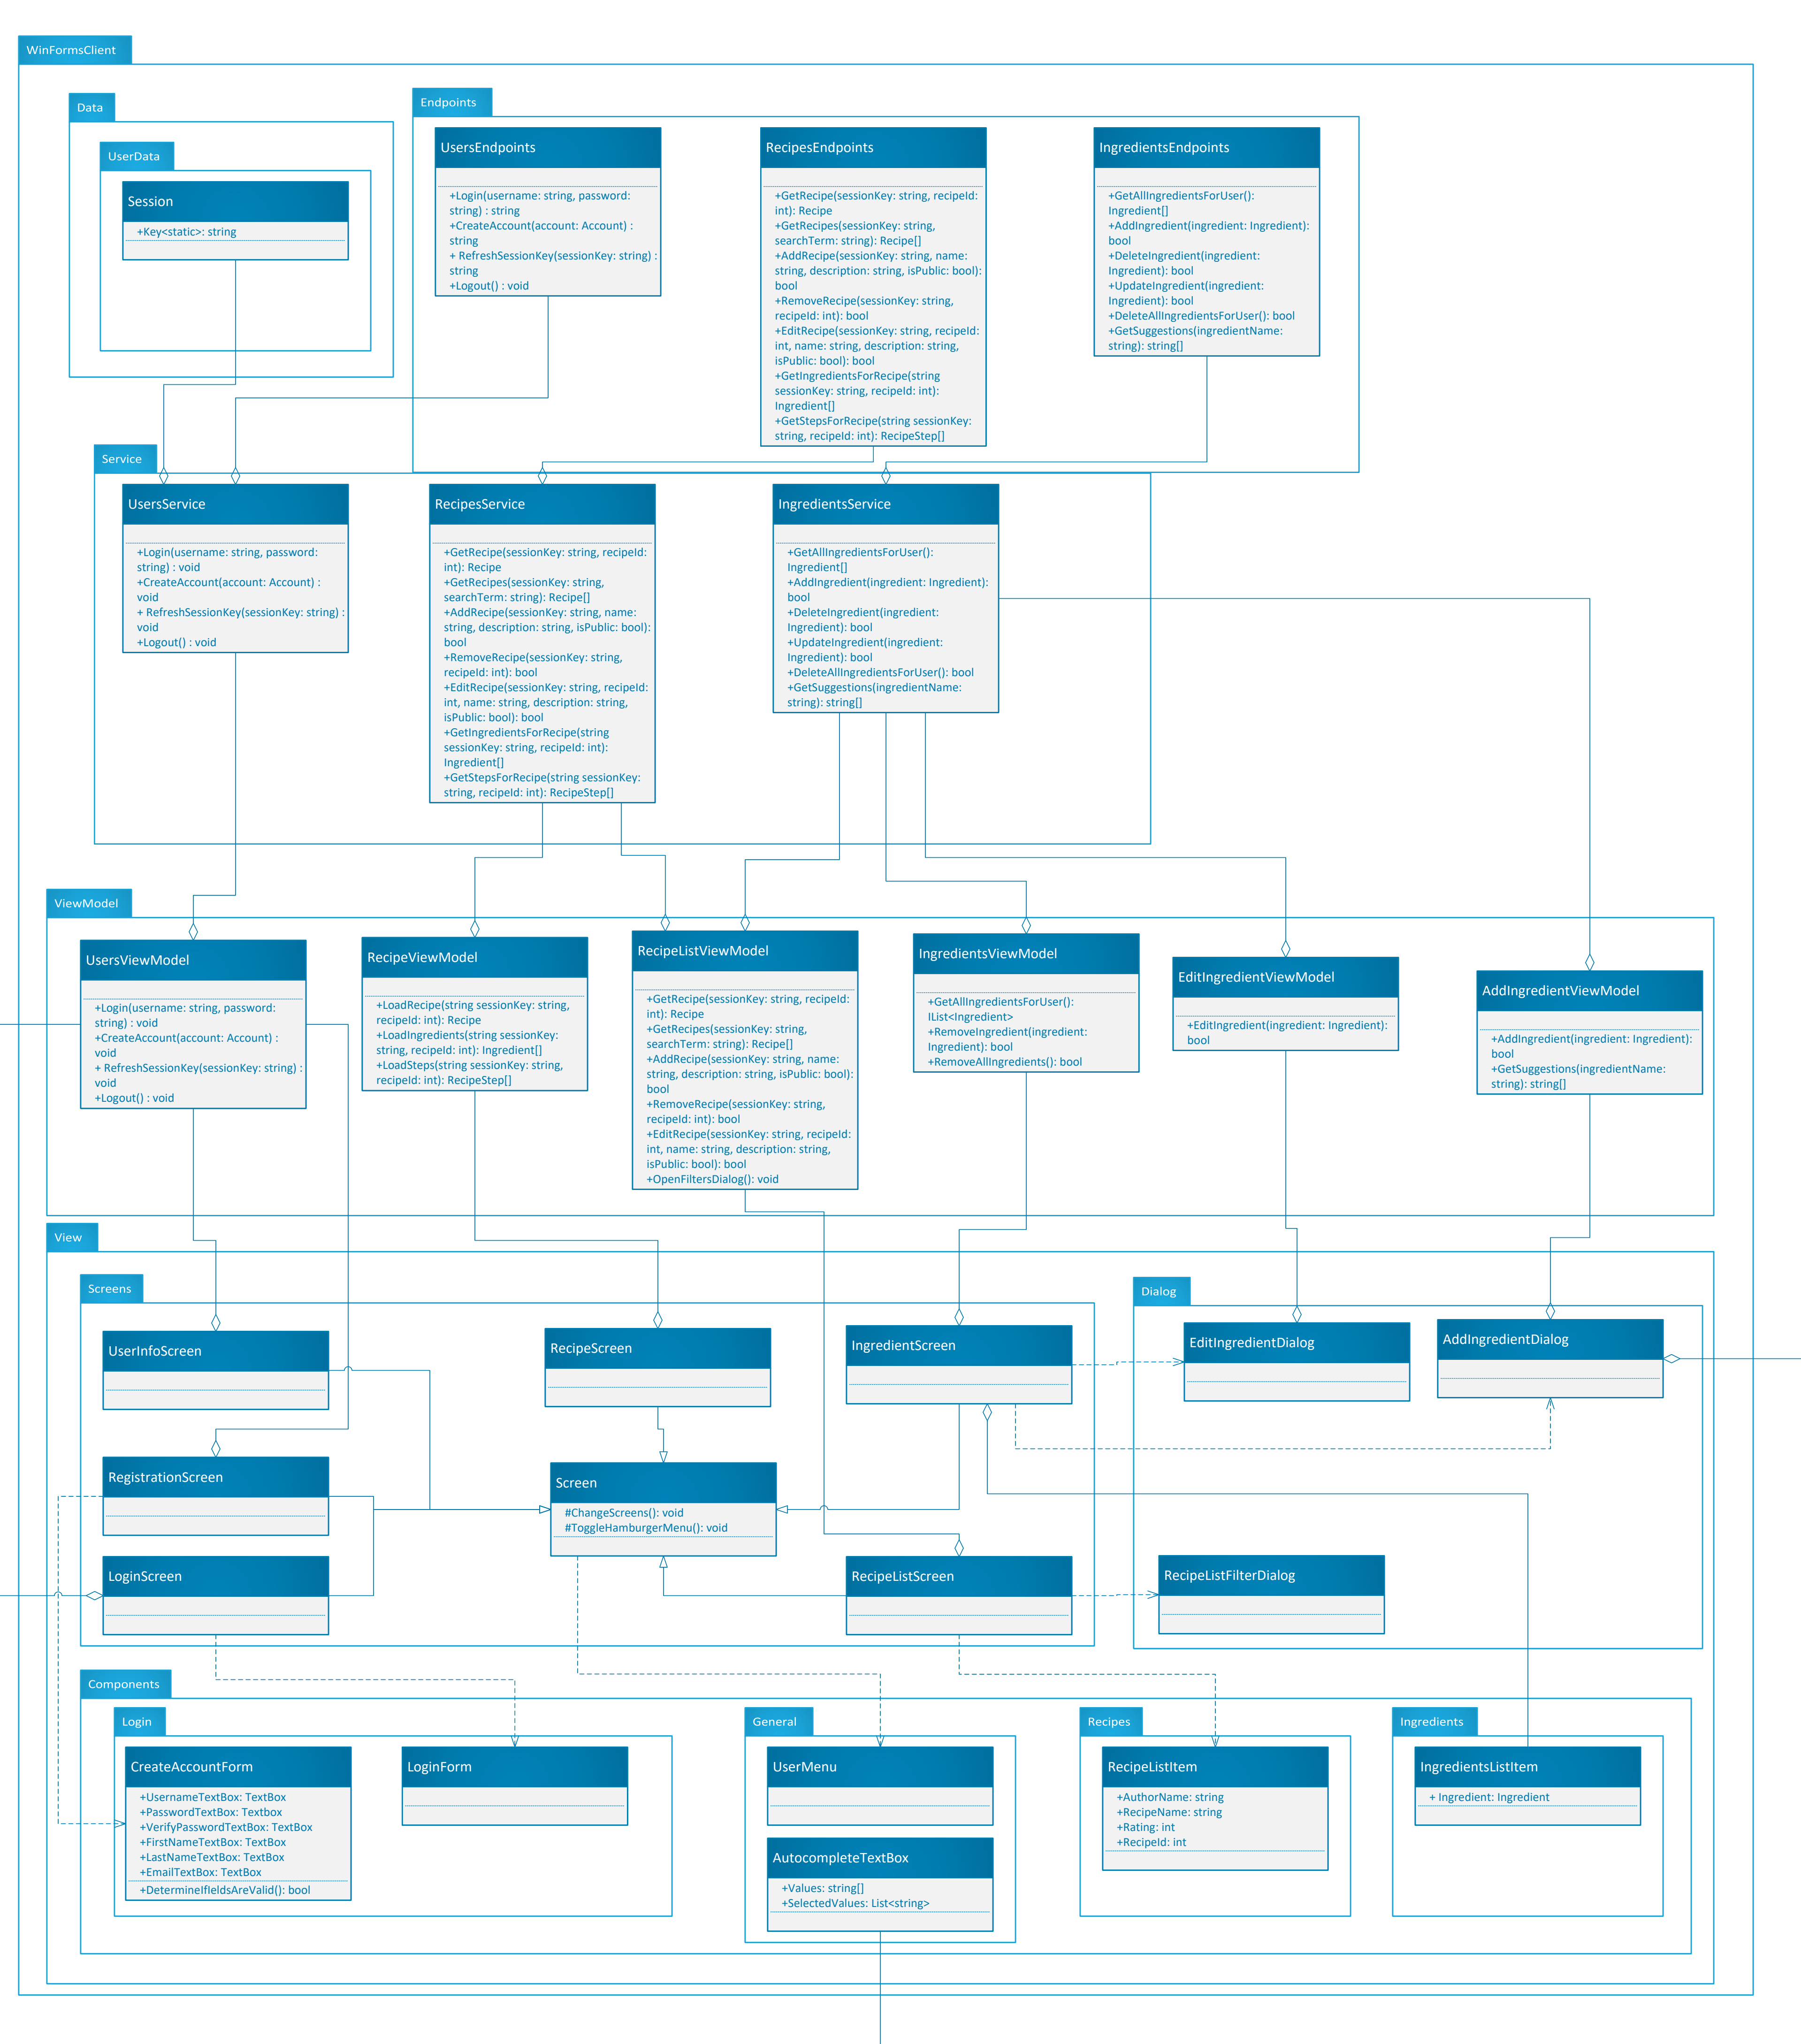 WinFormsClient
Data
UserData
Session
+Key<static>: string
Endpoints
UsersEndpoints
+Login(username: string, password:
string) : string
+CreateAccount(account: Account) :
string
+ RefreshSessionKey(sessionKey: string) :
string
+Logout() : void
RecipesEndpoints
+GetRecipe(sessionKey: string, recipeId:
int): Recipe
+GetRecipes(sessionKey: string,
searchTerm: string): Recipe[]
+AddRecipe(sessionKey: string, name:
string, description: string, isPublic: bool):
bool
+RemoveRecipe(sessionKey: string,
recipeId: int): bool
+EditRecipe(sessionKey: string, recipeId:
int, name: string, description: string,
isPublic: bool): bool
+GetIngredientsForRecipe(string
sessionKey: string, recipeId: int):
Ingredient[]
+GetStepsForRecipe(string sessionKey:
string, recipeId: int): RecipeStep[]
IngredientsEndpoints
+GetAllIngredientsForUser():
Ingredient[]
+AddIngredient(ingredient: Ingredient):
bool
+DeleteIngredient(ingredient:
Ingredient): bool
+UpdateIngredient(ingredient:
Ingredient): bool
+DeleteAllIngredientsForUser(): bool
+GetSuggestions(ingredientName:
string): string[]
Service
UsersService
+Login(username: string, password:
string) : void
+CreateAccount(account: Account) :
void
+ RefreshSessionKey(sessionKey: string) :
void
+Logout() : void
RecipesService
+GetRecipe(sessionKey: string, recipeId:
int): Recipe
+GetRecipes(sessionKey: string,
searchTerm: string): Recipe[]
+AddRecipe(sessionKey: string, name:
string, description: string, isPublic: bool):
bool
+RemoveRecipe(sessionKey: string,
recipeId: int): bool
+EditRecipe(sessionKey: string, recipeId:
int, name: string, description: string,
isPublic: bool): bool
+GetIngredientsForRecipe(string
sessionKey: string, recipeId: int):
Ingredient[]
+GetStepsForRecipe(string sessionKey:
string, recipeId: int): RecipeStep[]
IngredientsService
+GetAllIngredientsForUser():
Ingredient[]
+AddIngredient(ingredient: Ingredient):
bool
+DeleteIngredient(ingredient:
Ingredient): bool
+UpdateIngredient(ingredient:
Ingredient): bool
+DeleteAllIngredientsForUser(): bool
+GetSuggestions(ingredientName:
string): string[]
ViewModel
UsersViewModel
+Login(username: string, password:
string) : void
+CreateAccount(account: Account) :
void
+ RefreshSessionKey(sessionKey: string) :
void
+Logout() : void
RecipeViewModel
+LoadRecipe(string sessionKey: string,
recipeId: int): Recipe
+LoadIngredients(string sessionKey:
string, recipeId: int): Ingredient[]
+LoadSteps(string sessionKey: string,
recipeId: int): RecipeStep[]
RecipeListViewModel
+GetRecipe(sessionKey: string, recipeId:
int): Recipe
+GetRecipes(sessionKey: string,
searchTerm: string): Recipe[]
+AddRecipe(sessionKey: string, name:
string, description: string, isPublic: bool):
bool
+RemoveRecipe(sessionKey: string,
recipeId: int): bool
+EditRecipe(sessionKey: string, recipeId:
int, name: string, description: string,
isPublic: bool): bool
+OpenFiltersDialog(): void
IngredientsViewModel
+GetAllIngredientsForUser():
IList<Ingredient>
+RemoveIngredient(ingredient:
Ingredient): bool
+RemoveAllIngredients(): bool
EditIngredientViewModel
+EditIngredient(ingredient: Ingredient):
bool
AddIngredientViewModel
+AddIngredient(ingredient: Ingredient):
bool
+GetSuggestions(ingredientName:
string): string[]
View
Screens
UserInfoScreen
RecipeScreen
IngredientScreen
RegistrationScreen
Screen
#ChangeScreens(): void
#ToggleHamburgerMenu(): void
LoginScreen
RecipeListScreen
Dialog
EditIngredientDialog
AddIngredientDialog
RecipeListFilterDialog
Components
Login
CreateAccountForm
+UsernameTextBox: TextBox
+PasswordTextBox: Textbox
+VerifyPasswordTextBox: TextBox
+FirstNameTextBox: TextBox
+LastNameTextBox: TextBox
+EmailTextBox: TextBox
+DetermineIfIeldsAreValid(): bool
LoginForm
General
UserMenu
AutocompleteTextBox
+Values: string[]
+SelectedValues: List<string>
Recipes
RecipeListItem
+AuthorName: string
+RecipeName: string
+Rating: int
+RecipeId: int
Ingredients
IngredientsListItem
+ Ingredient: Ingredient